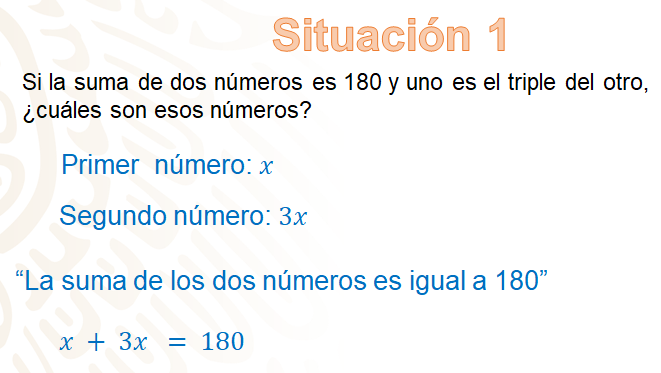 Situación 1
Si la suma de dos números es 180 y uno es el triple del otro,
¿cuáles son esos números?
Primer número: x
Segundo número: 3x
“La suma de los dos números es igual a 180”
x + 3x = 180